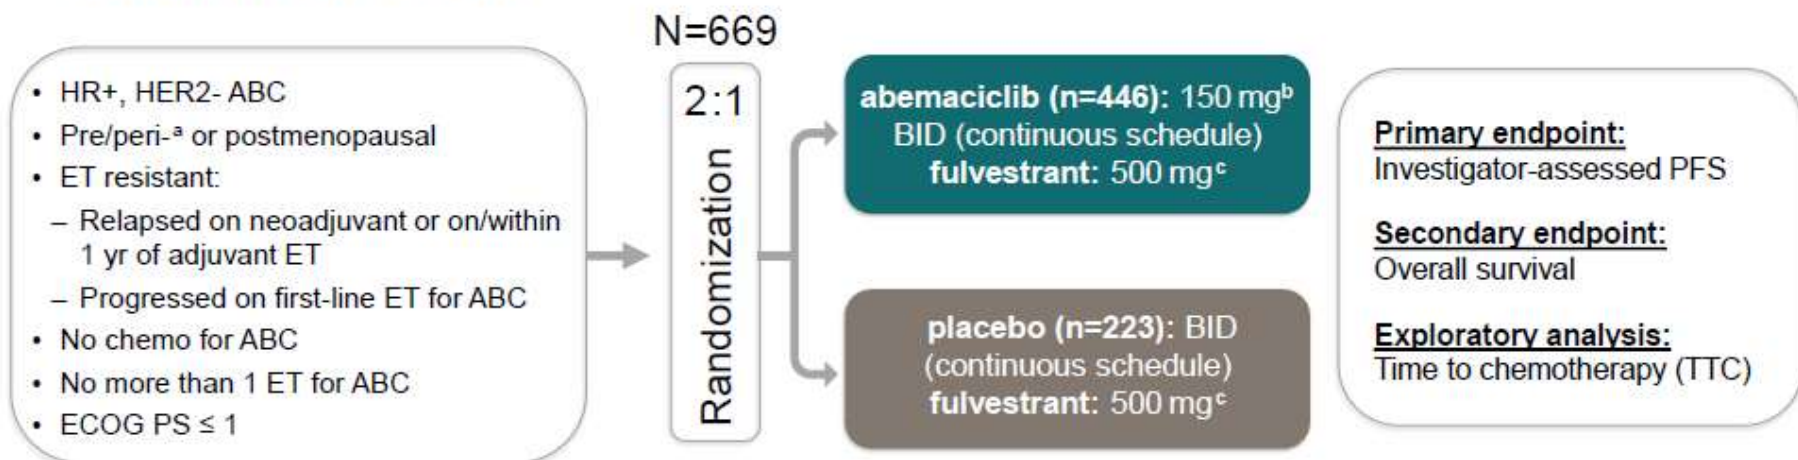 N=669
• HR+, HER2- ABC
• Pre/peri-ᵃ or postmenopausal
• ET resistant:
– Relapsed on neoadjuvant or on/within
1 yr of adjuvant ET
– Progressed on first-line ET for ABC
• No chemo for ABC
• No more than 1 ET for ABC
• ECOG PS ≤ 1
2:1
Randomization
abemaciclib (n=446): 150 mgᵇ
BID (continuous schedule)
fulvestrant: 500 mgᶜ
placebo (n=223): BID
(continuous schedule)
fulvestrant: 500 mgᶜ
Primary endpoint:
Investigator-assessed PFS
Secondary endpoint:
Overall survival
Exploratory analysis:
Time to chemotherapy (TTC)